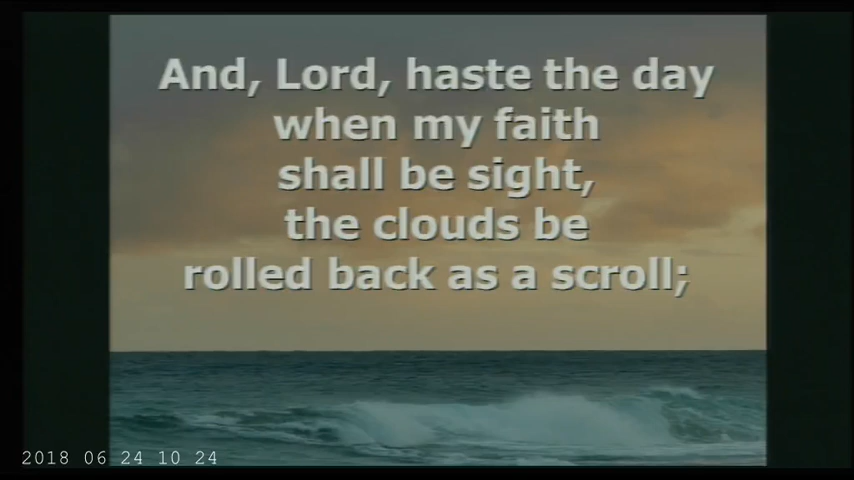 And, Lord, haste the day
when my faith
shall be sight,
the clouds be
rolled back as a scroll;
2018 06 24 10 24